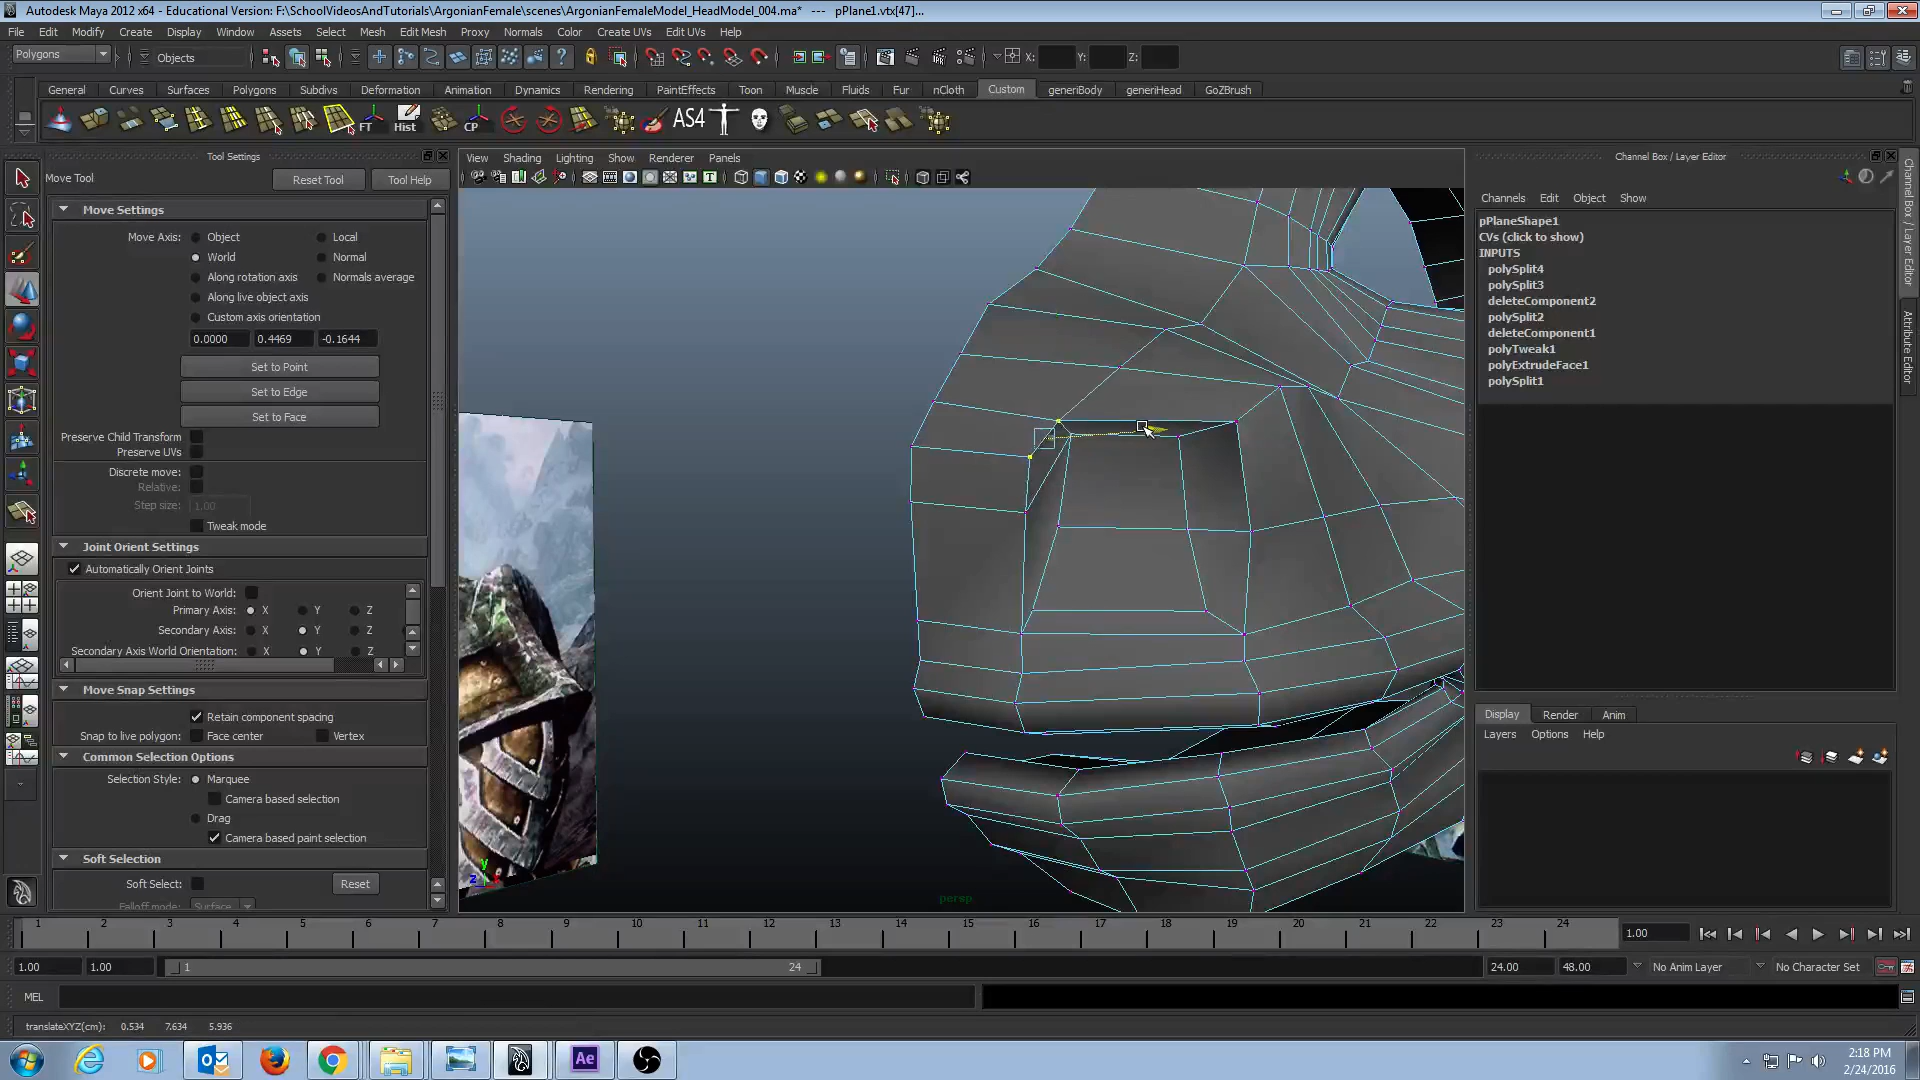 Autodesk Maya 2012 x64 - Educational Version: F:\SchoolVideosAndTutorials\ArgonianFemale\scenes\ArgonianFemaleModel_HeadModel_004.ma* --- pPlane1.vtx[47]...
File Edit Modify Create Display Window Assets Select Mesh Edit Mesh Proxy Normals Color Create UVs Edit UVs Help
Polygons Objects X: Y: Z:
General Curves Surfaces Polygons Subdivs Deformation Animation Dynamics Rendering PaintEffects Toon Muscle Fluids Fur nCloth Custom generiBody generiHead GoZBrush
FT Hist CP AS4
Tool Settings
Move Tool Reset Tool Tool Help
Move Settings
Move Axis: Object Local
World Normal
Along rotation axis Normals average
Along live object axis
Custom axis orientation
0.0000 0.4469 -0.1644
Set to Point
Set to Edge
Set to Face
Preserve Child Transform
Preserve UVs
Discrete move:
Relative:
Step size: 1.00
Tweak mode
Joint Orient Settings
Automatically Orient Joints
Orient Joint to World:
Primary Axis: X Y Z
Secondary Axis: X Y Z
Secondary Axis World Orientation: X Y Z
Move Snap Settings
Retain component spacing
Snap to live polygon: Face center Vertex
Common Selection Options
Selection Style: Marquee
Camera based selection
Drag
Camera based paint selection
Soft Selection
Soft Select: Reset
Falloff mode: Surface
View Shading Lighting Show Renderer Panels
y
z x
persp
Channel Box / Layer Editor
Channels Edit Object Show
pPlaneShape1
CVs (click to show)
INPUTS
polySplit4
polySplit3
deleteComponent2
polySplit2
deleteComponent1
polyTweak1
polyExtrudeFace1
polySplit1
Display Render Anim
Layers Options Help
Channel Box / Layer Editor
Attribute Editor
1 2 3 4 5 6 7 8 9 10 11 12 13 14 15 16 17 18 19 20 21 22 23 24 1.00
1.00 1.00 1 24 24.00 48.00 No Anim Layer No Character Set
MEL
translateXYZ(cm): 0.534 7.634 5.936
Ae
2:18 PM
2/24/2016